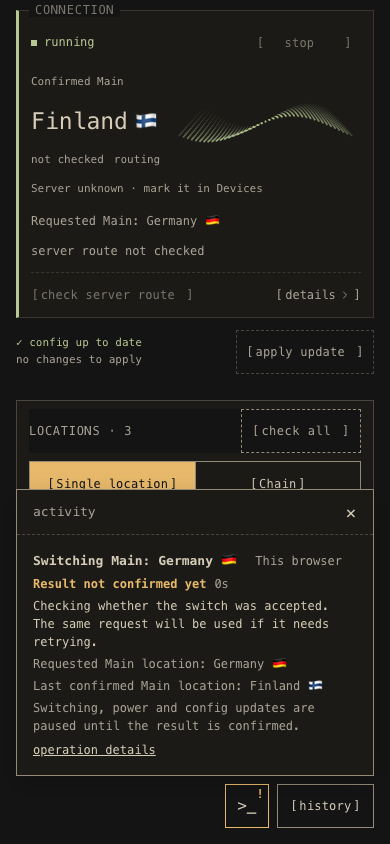 CONNECTION
running [ stop ]
Confirmed Main
Finland 🇫🇮
not checked routing
Server unknown · mark it in Devices
Requested Main: Germany 🇩🇪
server route not checked
[check server route ] [details > ]
✓ config up to date
no changes to apply
[apply update ]
LOCATIONS · 3 [check all ]
[Single location] [Chain]
activity ✕
Switching Main: Germany 🇩🇪 This browser
Result not confirmed yet 0s
Checking whether the switch was accepted.
The same request will be used if it needs
retrying.
Requested Main location: Germany 🇩🇪
Last confirmed Main location: Finland 🇫🇮
Switching, power and config updates are
paused until the result is confirmed.
operation details
>_ ! [history]